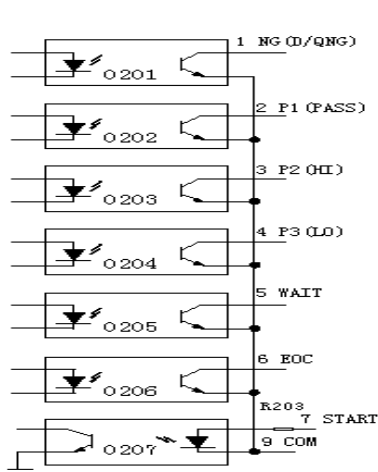 1 NG(D/QNG)
O201
2 P1(PASS)
O202
3 P2(HI)
O203
4 P3(LO)
O204
5 WAIT
O205
6 EOC
O206
R203
7 START
O207
9 COM